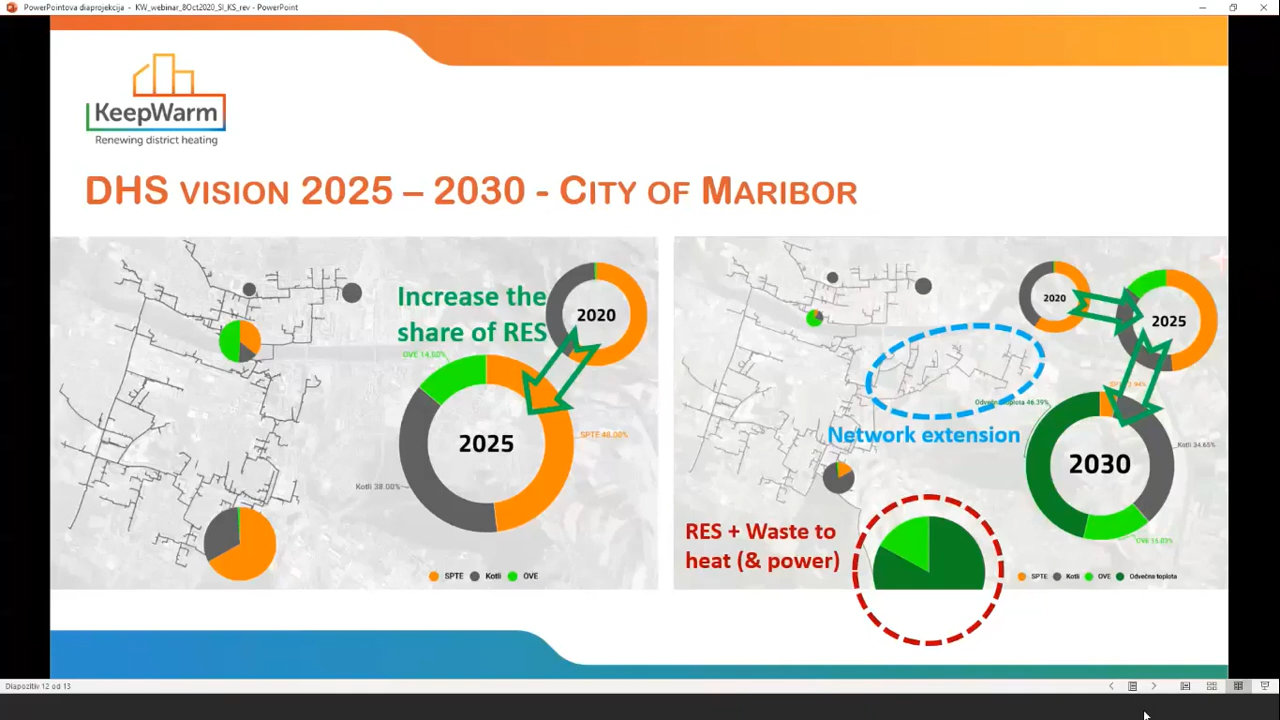 PowerPointova diaprojekcija - KW_webinar_8Oct2020_SI_KS_rev - PowerPoint
KeepWarm
Renewing district heating
DHS VISION 2025 – 2030 - CITY OF MARIBOR
Increase the
share of RES
2020
OVE 14.00%
2025
SPTE 48.00%
Kotli 38.00%
SPTE Kotli OVE
2020
2025
Odvečna toplota 46.39%
Network extension
Kotli 34.65%
2030
RES + Waste to
heat (& power)
SPTE Kotli OVE Odvečna toplota
Diapozitiv 12 od 13